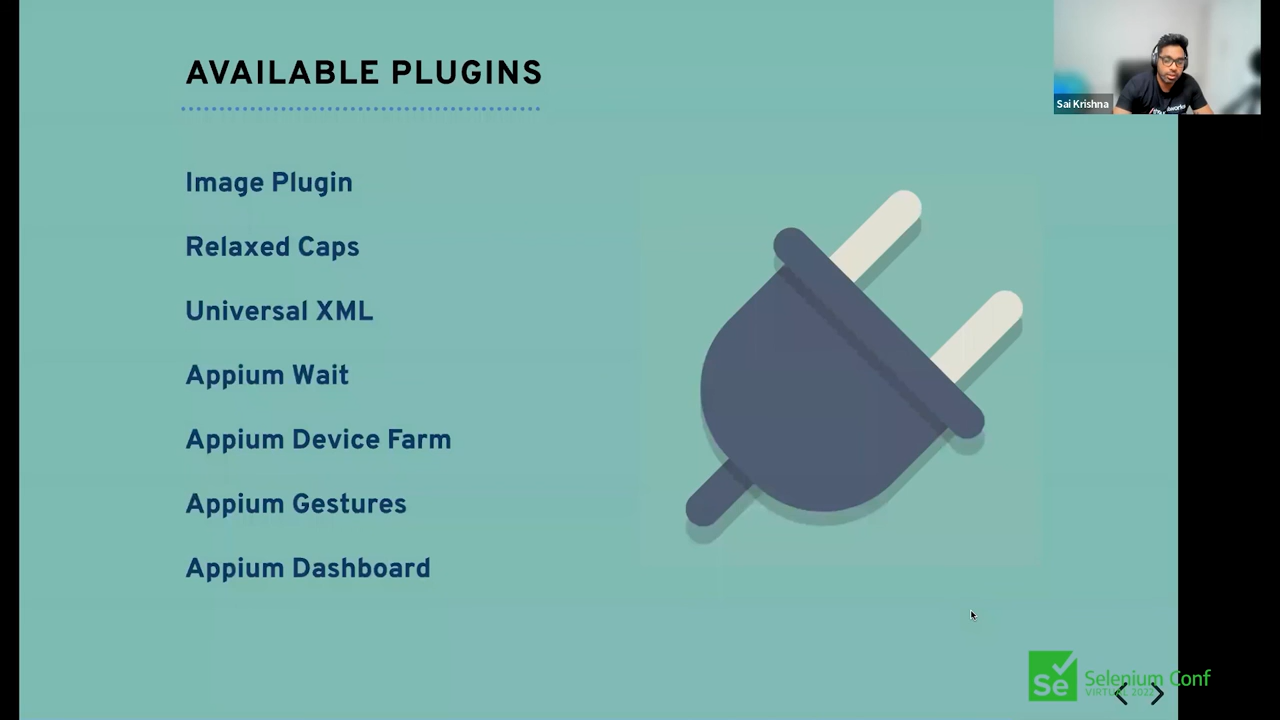 AVAILABLE PLUGINS
Sai Krishna
Image Plugin
Relaxed Caps
Universal XML
Appium Wait
Appium Device Farm
Appium Gestures
Appium Dashboard
Se Selenium Conf
VIRTUAL 2022